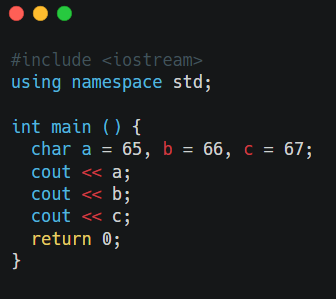 #include <iostream>
using namespace std;
int main () {
char a = 65, b = 66, c = 67;
cout << a;
cout << b;
cout << c;
return 0;
}